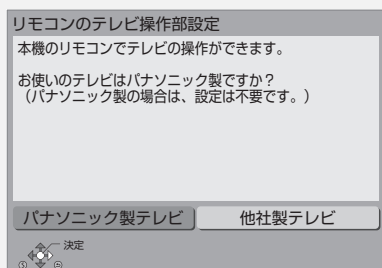 リモコンのテレビ操作部設定
本機のリモコンでテレビの操作ができます。
お使いのテレビはパナソニック製ですか？
（パナソニック製の場合は、設定は不要です。）
パナソニック製テレビ 他社製テレビ
決定